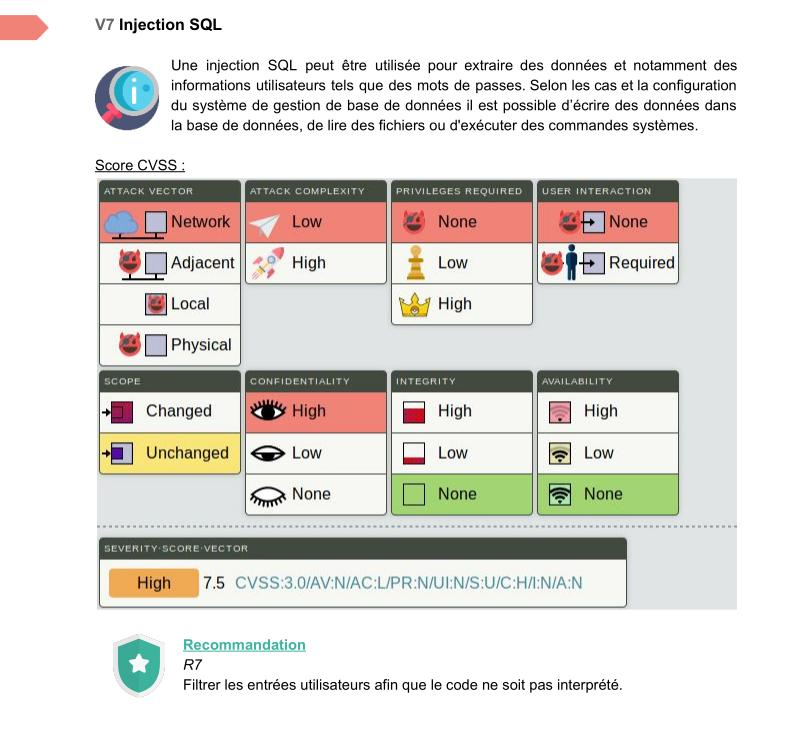 V7 Injection SQL
Une injection SQL peut être utilisée pour extraire des données et notamment des
informations utilisateurs tels que des mots de passes. Selon les cas et la configuration
du système de gestion de base de données il est possible d'écrire des données dans
la base de données, de lire des fichiers ou d'exécuter des commandes systèmes.
Score CVSS :
ATTACK VECTOR
Network
Adjacent
Local
Physical
ATTACK COMPLEXITY
Low
High
PRIVILEGES REQUIRED
None
Low
High
USER INTERACTION
None
Required
SCOPE
Changed
Unchanged
CONFIDENTIALITY
High
Low
None
INTEGRITY
High
Low
None
AVAILABILITY
High
Low
None
SEVERITY·SCORE·VECTOR
High 7.5 CVSS:3.0/AV:N/AC:L/PR:N/UI:N/S:U/C:H/I:N/A:N
Recommandation
R7
Filtrer les entrées utilisateurs afin que le code ne soit pas interprété.